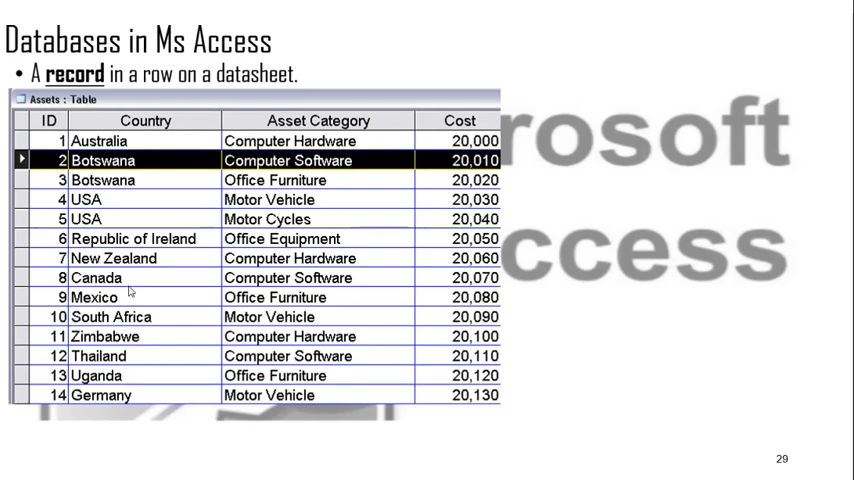 Databases in Ms Access
• A record in a row on a datasheet.
Assets : Table
ID Country Asset Category Cost
1 Australia Computer Hardware 20,000
2 Botswana Computer Software 20,010
3 Botswana Office Furniture 20,020
4 USA Motor Vehicle 20,030
5 USA Motor Cycles 20,040
6 Republic of Ireland Office Equipment 20,050
7 New Zealand Computer Hardware 20,060
8 Canada Computer Software 20,070
9 Mexico Office Furniture 20,080
10 South Africa Motor Vehicle 20,090
11 Zimbabwe Computer Hardware 20,100
12 Thailand Computer Software 20,110
13 Uganda Office Furniture 20,120
14 Germany Motor Vehicle 20,130
rosoft
ccess
29